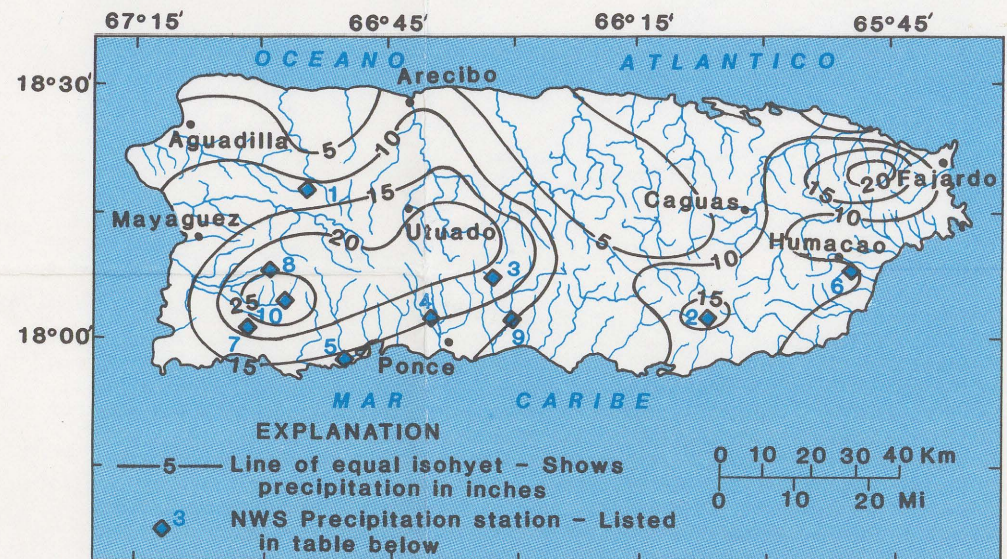 67°15′ 66°45′ 66°15′ 65°45′
OCEANO ATLANTICO
18°30′
Arecibo
Aguadilla
5
10
Fajardo
20
15
1
15
Caguas
10
Mayaguez
Utuado
5
20
Humacao
10
8
3
6
25
10
4
15
2
18°00′
7
5
9
15
Ponce
MAR CARIBE
EXPLANATION
5 Line of equal isohyet – Shows
precipitation in inches
0 10 20 30 40 Km
0 10 20 Mi
3 NWS Precipitation station – Listed
in table below